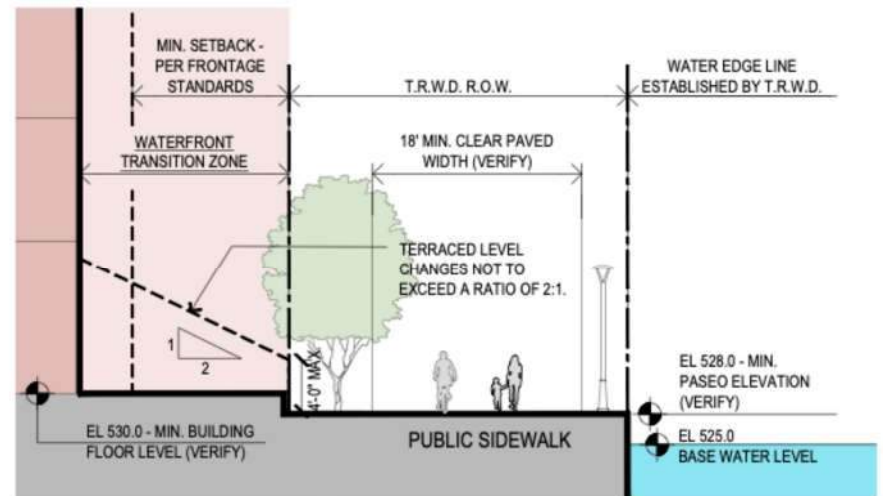 MIN. SETBACK -
PER FRONTAGE
STANDARDS
T.R.W.D. R.O.W.
WATER EDGE LINE
ESTABLISHED BY T.R.W.D.
WATERFRONT
TRANSITION ZONE
18' MIN. CLEAR PAVED
WIDTH (VERIFY)
TERRACED LEVEL
CHANGES NOT TO
EXCEED A RATIO OF 2:1.
1
2
4'-0" MAX.
EL 528.0 - MIN.
PASEO ELEVATION
(VERIFY)
EL 530.0 - MIN. BUILDING
FLOOR LEVEL (VERIFY)
PUBLIC SIDEWALK
EL 525.0
BASE WATER LEVEL